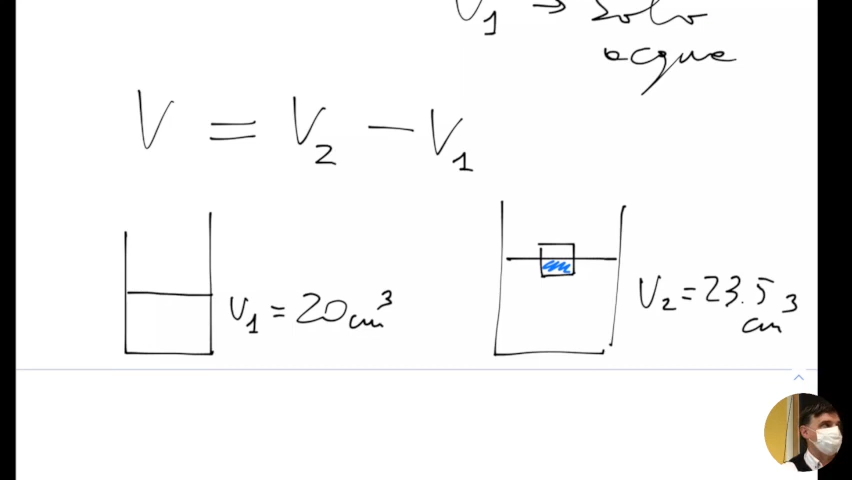 V₁ → solo
acqua
V = V₂ − V₁
V₁ = 20 cm³
V₂ = 23.5 cm³